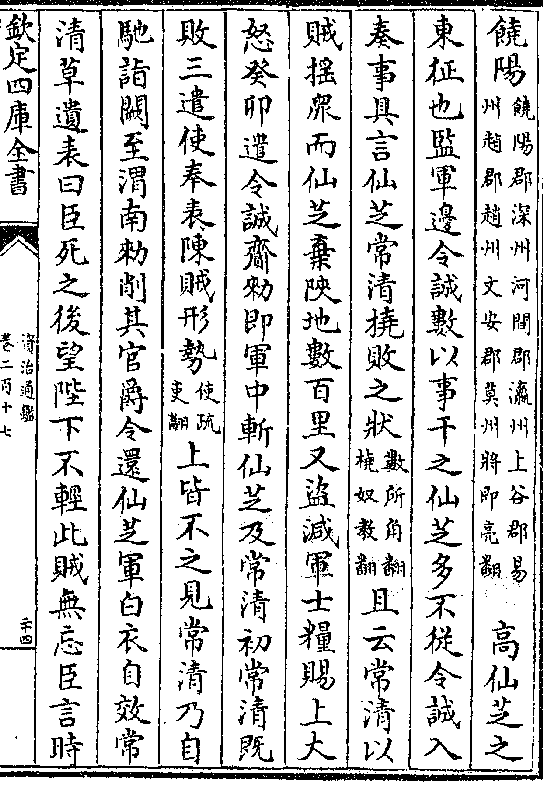 饒陽饒陽郡深州河間郡瀛州上谷郡易州趙郡趙州文安郡莫州將即亮翻高仙芝之
東征也監軍邊令誠數以事干之仙芝多不從令誠入
奏事具言仙芝常清橈敗之狀數所角翻橈奴教翻且云常清以
賊搖衆而仙芝棄陜地數百里又盜減軍士糧賜上大
怒癸卯遣令誠齎勑即軍中斬仙芝及常清初常清既
敗三遣使奉表陳賊形勢使疏吏翻上皆不之見常清乃自
馳詣闕至渭南勑削其官爵令還仙芝軍白衣自效常
清草遺表曰臣死之後望陛下不輕此賊無忘臣言時
欽定四庫全書
資治通鑑
卷二百十七
二十四